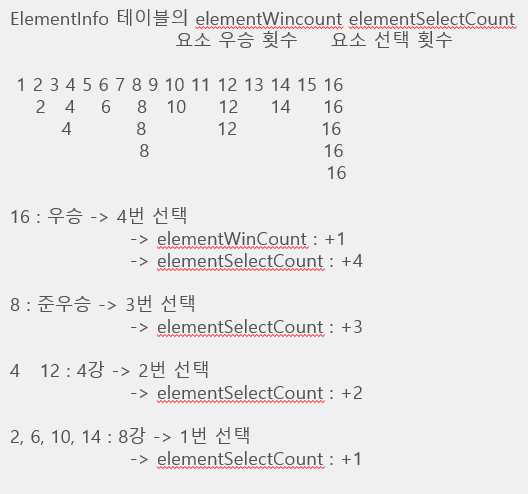 ElementInfo 테이블의 elementWincount elementSelectCount
요소 우승 횟수 요소 선택 횟수
1 2 3 4 5 6 7 8 9 10 11 12 13 14 15 16
2 4 6 8 10 12 14 16
4 8 12 16
8 16
16
16 : 우승 -> 4번 선택
-> elementWinCount : +1
-> elementSelectCount : +4
8 : 준우승 -> 3번 선택
-> elementSelectCount : +3
4 12 : 4강 -> 2번 선택
-> elementSelectCount : +2
2, 6, 10, 14 : 8강 -> 1번 선택
-> elementSelectCount : +1